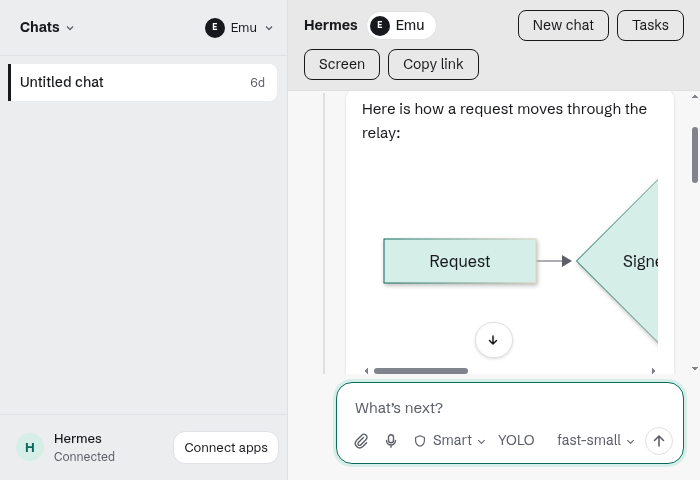 Chats
E Emu
Untitled chat 6d
H Hermes
Connected
Connect apps
Hermes E Emu
New chat Tasks
Screen Copy link
Here is how a request moves through the
relay:
Request
What's next?
Smart YOLO fast-small